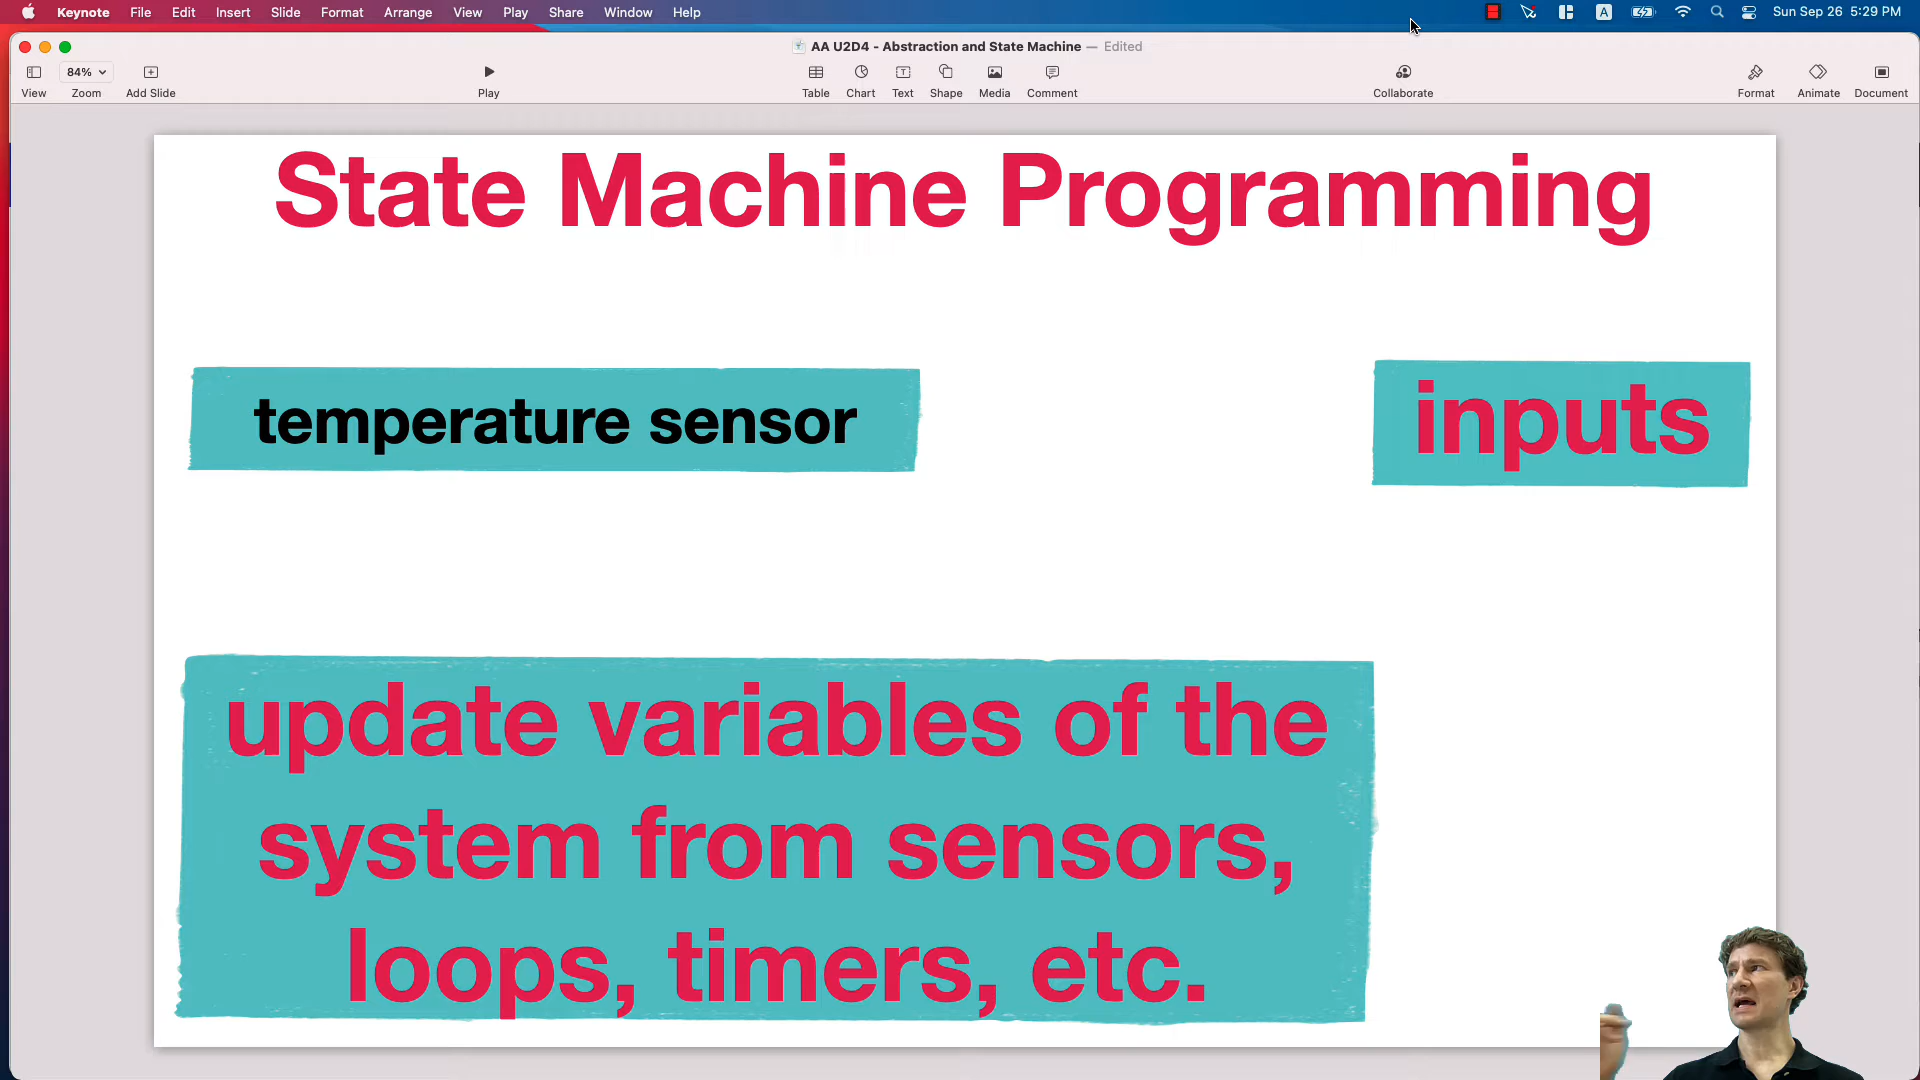 Keynote File Edit Insert Slide Format Arrange View Play Share Window Help A Sun Sep 26 5:29 PM
AA U2D4 - Abstraction and State Machine — Edited
84%
View Zoom Add Slide Play Table Chart Text Shape Media Comment Collaborate Format Animate Document
State Machine Programming
temperature sensor
inputs
update variables of the
system from sensors,
loops, timers, etc.